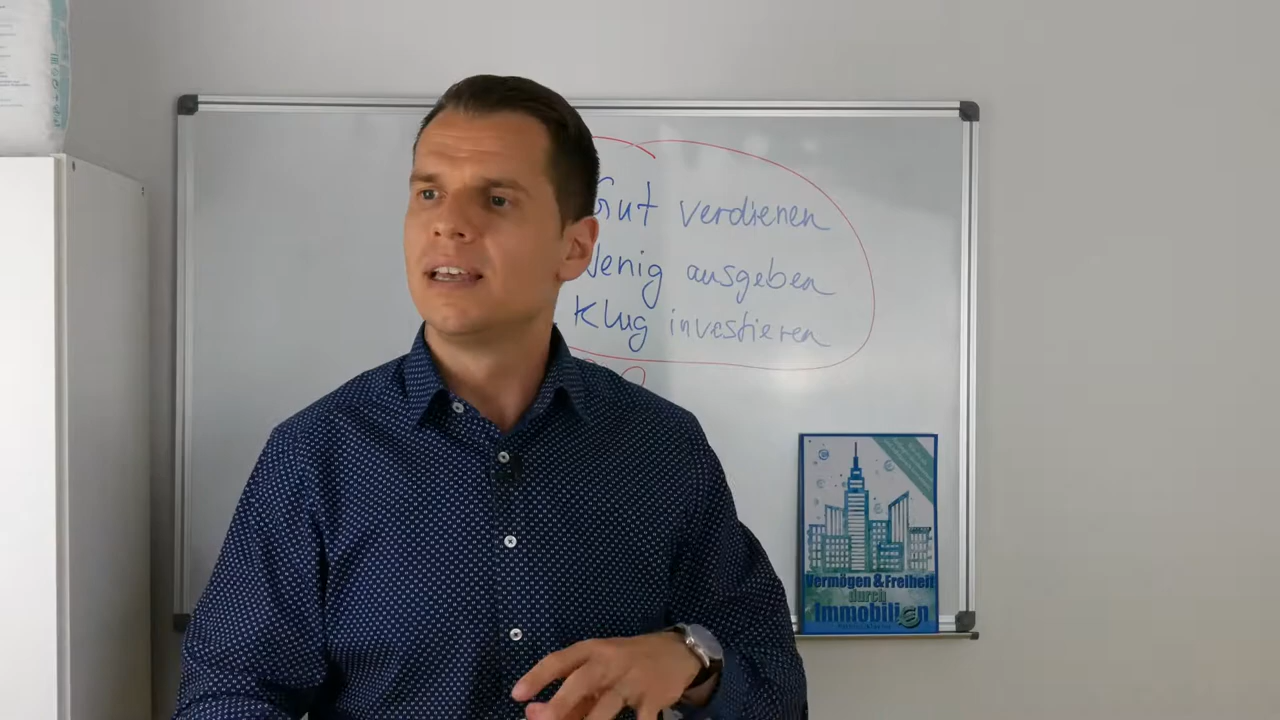 Gut verdienen
Wenig ausgeben
Klug investieren
Vermögen & Freiheit
durch
Immobilien